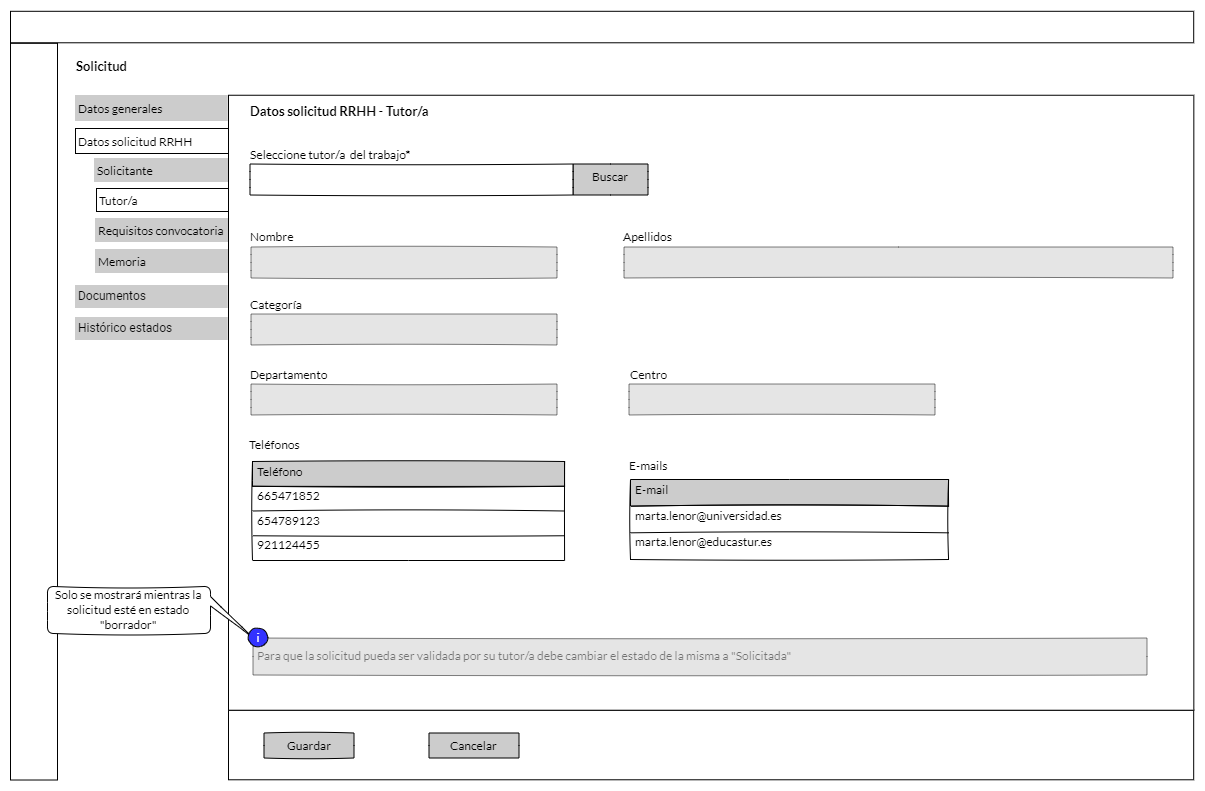 Solicitud
Datos generales
Datos solicitud RRHH
Solicitante
Tutor/a
Requisitos convocatoria
Memoria
Documentos
Histórico estados
Datos solicitud RRHH - Tutor/a
Seleccione tutor/a del trabajo*
Buscar
Nombre
Apellidos
Categoría
Departamento
Centro
Teléfonos
Teléfono
665471852
654789123
921124455
E-mails
E-mail
marta.lenor@universidad.es
marta.lenor@educastur.es
Solo se mostrará mientras la
solicitud esté en estado
"borrador"
i
Para que la solicitud pueda ser validada por su tutor/a debe cambiar el estado de la misma a "Solicitada"
Guardar
Cancelar